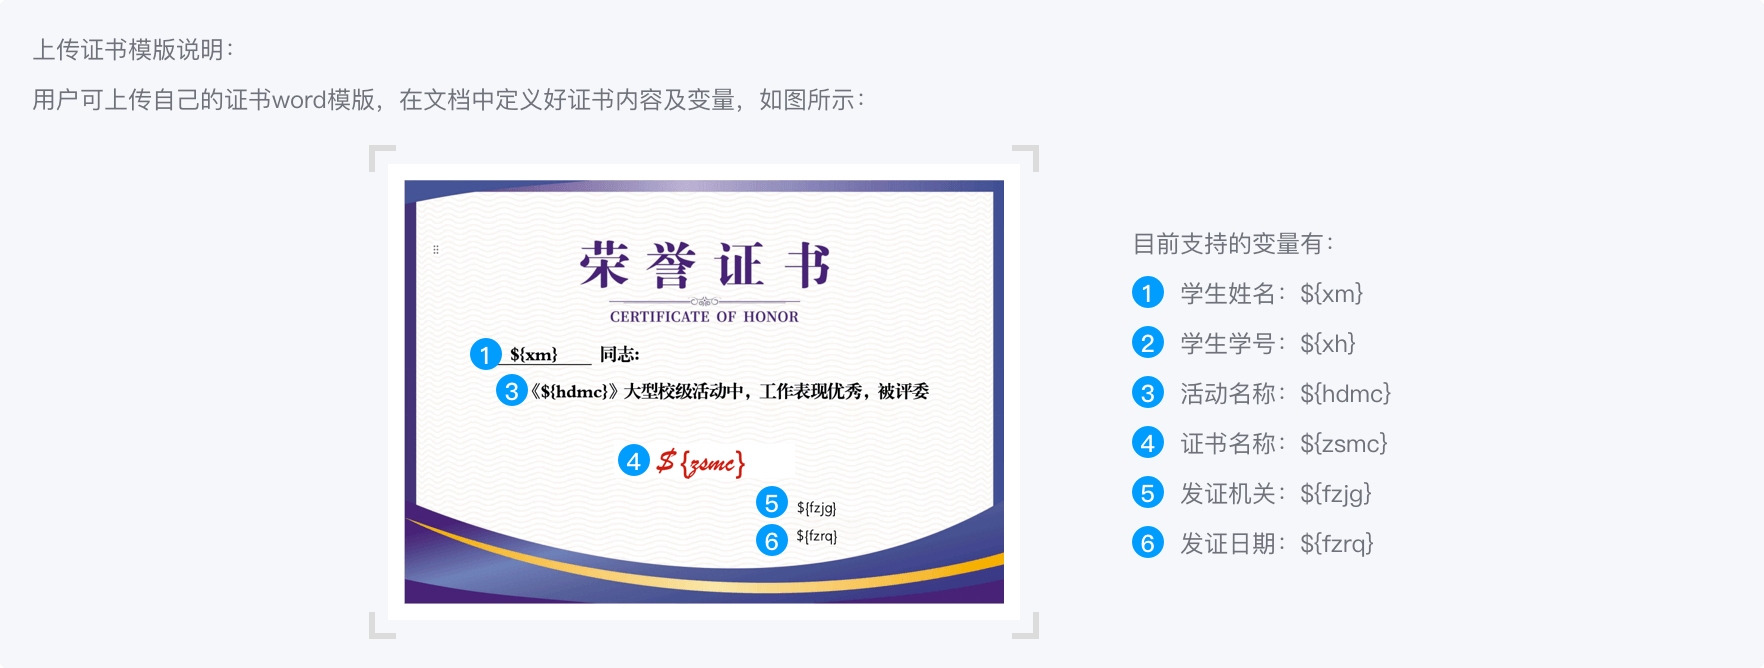 上传证书模版说明：
用户可上传自己的证书word模版，在文档中定义好证书内容及变量，如图所示：
荣誉证书
CERTIFICATE OF HONOR
1 ${xm} 同志:
3 《${hdmc}》大型校级活动中，工作表现优秀，被评委
4 ${zsmc}
5 ${fzjg}
6 ${fzrq}
目前支持的变量有：
1 学生姓名：${xm}
2 学生学号：${xh}
3 活动名称：${hdmc}
4 证书名称：${zsmc}
5 发证机关：${fzjg}
6 发证日期：${fzrq}